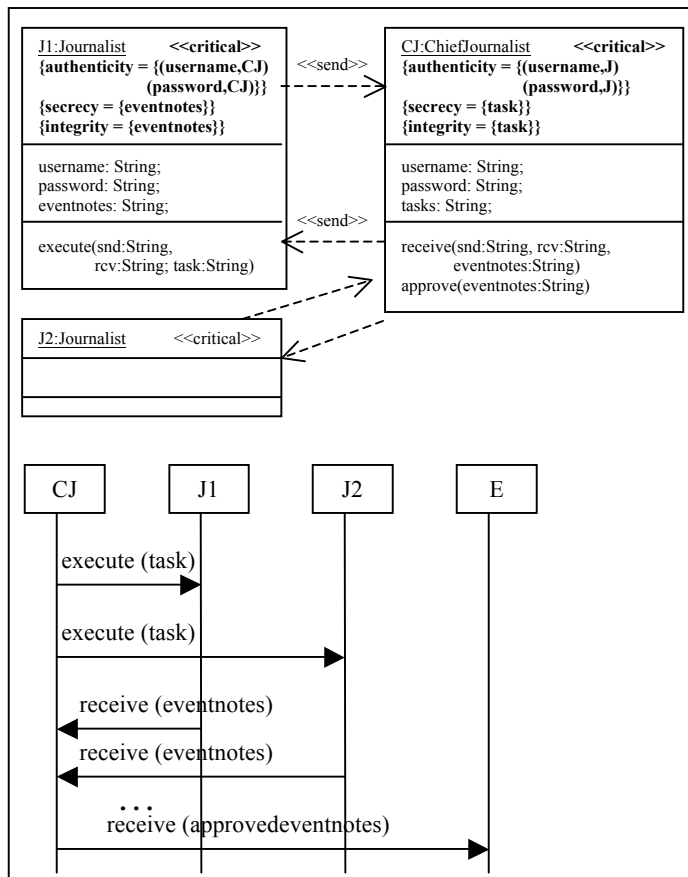 J1:Journalist <<critical>>
{authenticity = {(username,CJ)
(password,CJ)}}
{secrecy = {eventnotes}}
{integrity = {eventnotes}}
username: String;
password: String;
eventnotes: String;
execute(snd:String,
rcv:String; task:String)
<<send>>
<<send>>
CJ:ChiefJournalist <<critical>>
{authenticity = {(username,J)
(password,J)}}
{secrecy = {task}}
{integrity = {task}}
username: String;
password: String;
tasks: String;
receive(snd:String, rcv:String,
eventnotes:String)
approve(eventnotes:String)
J2:Journalist <<critical>>
CJ J1 J2 E
execute (task)
execute (task)
receive (eventnotes)
receive (eventnotes)
...
receive (approvedeventnotes)